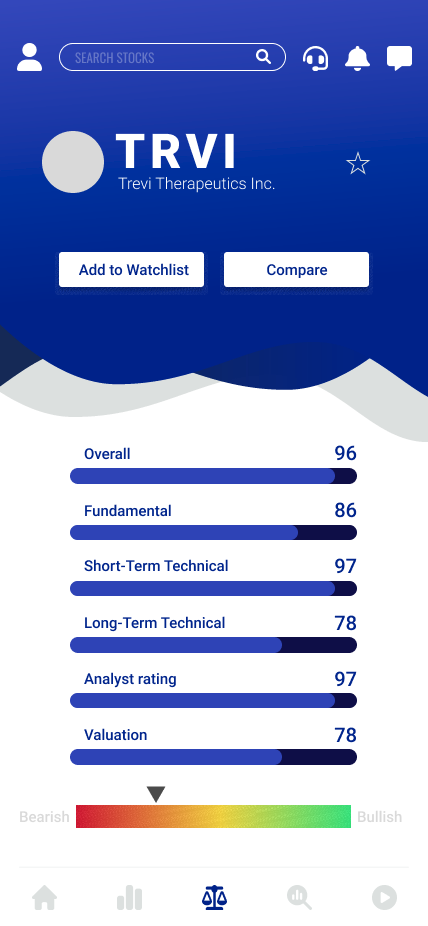 SEARCH STOCKS
TRVI
Trevi Therapeutics Inc.
Add to Watchlist
Compare
Overall 96
Fundamental 86
Short-Term Technical 97
Long-Term Technical 78
Analyst rating 97
Valuation 78
Bearish
Bullish